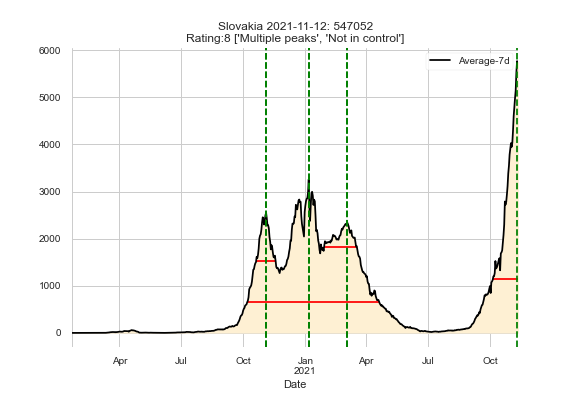 Slovakia 2021-11-12: 547052
Rating:8 ['Multiple peaks', 'Not in control']
Average-7d
6000
5000
4000
3000
2000
1000
0
Apr Jul Oct Jan Apr Jul Oct
2021
Date